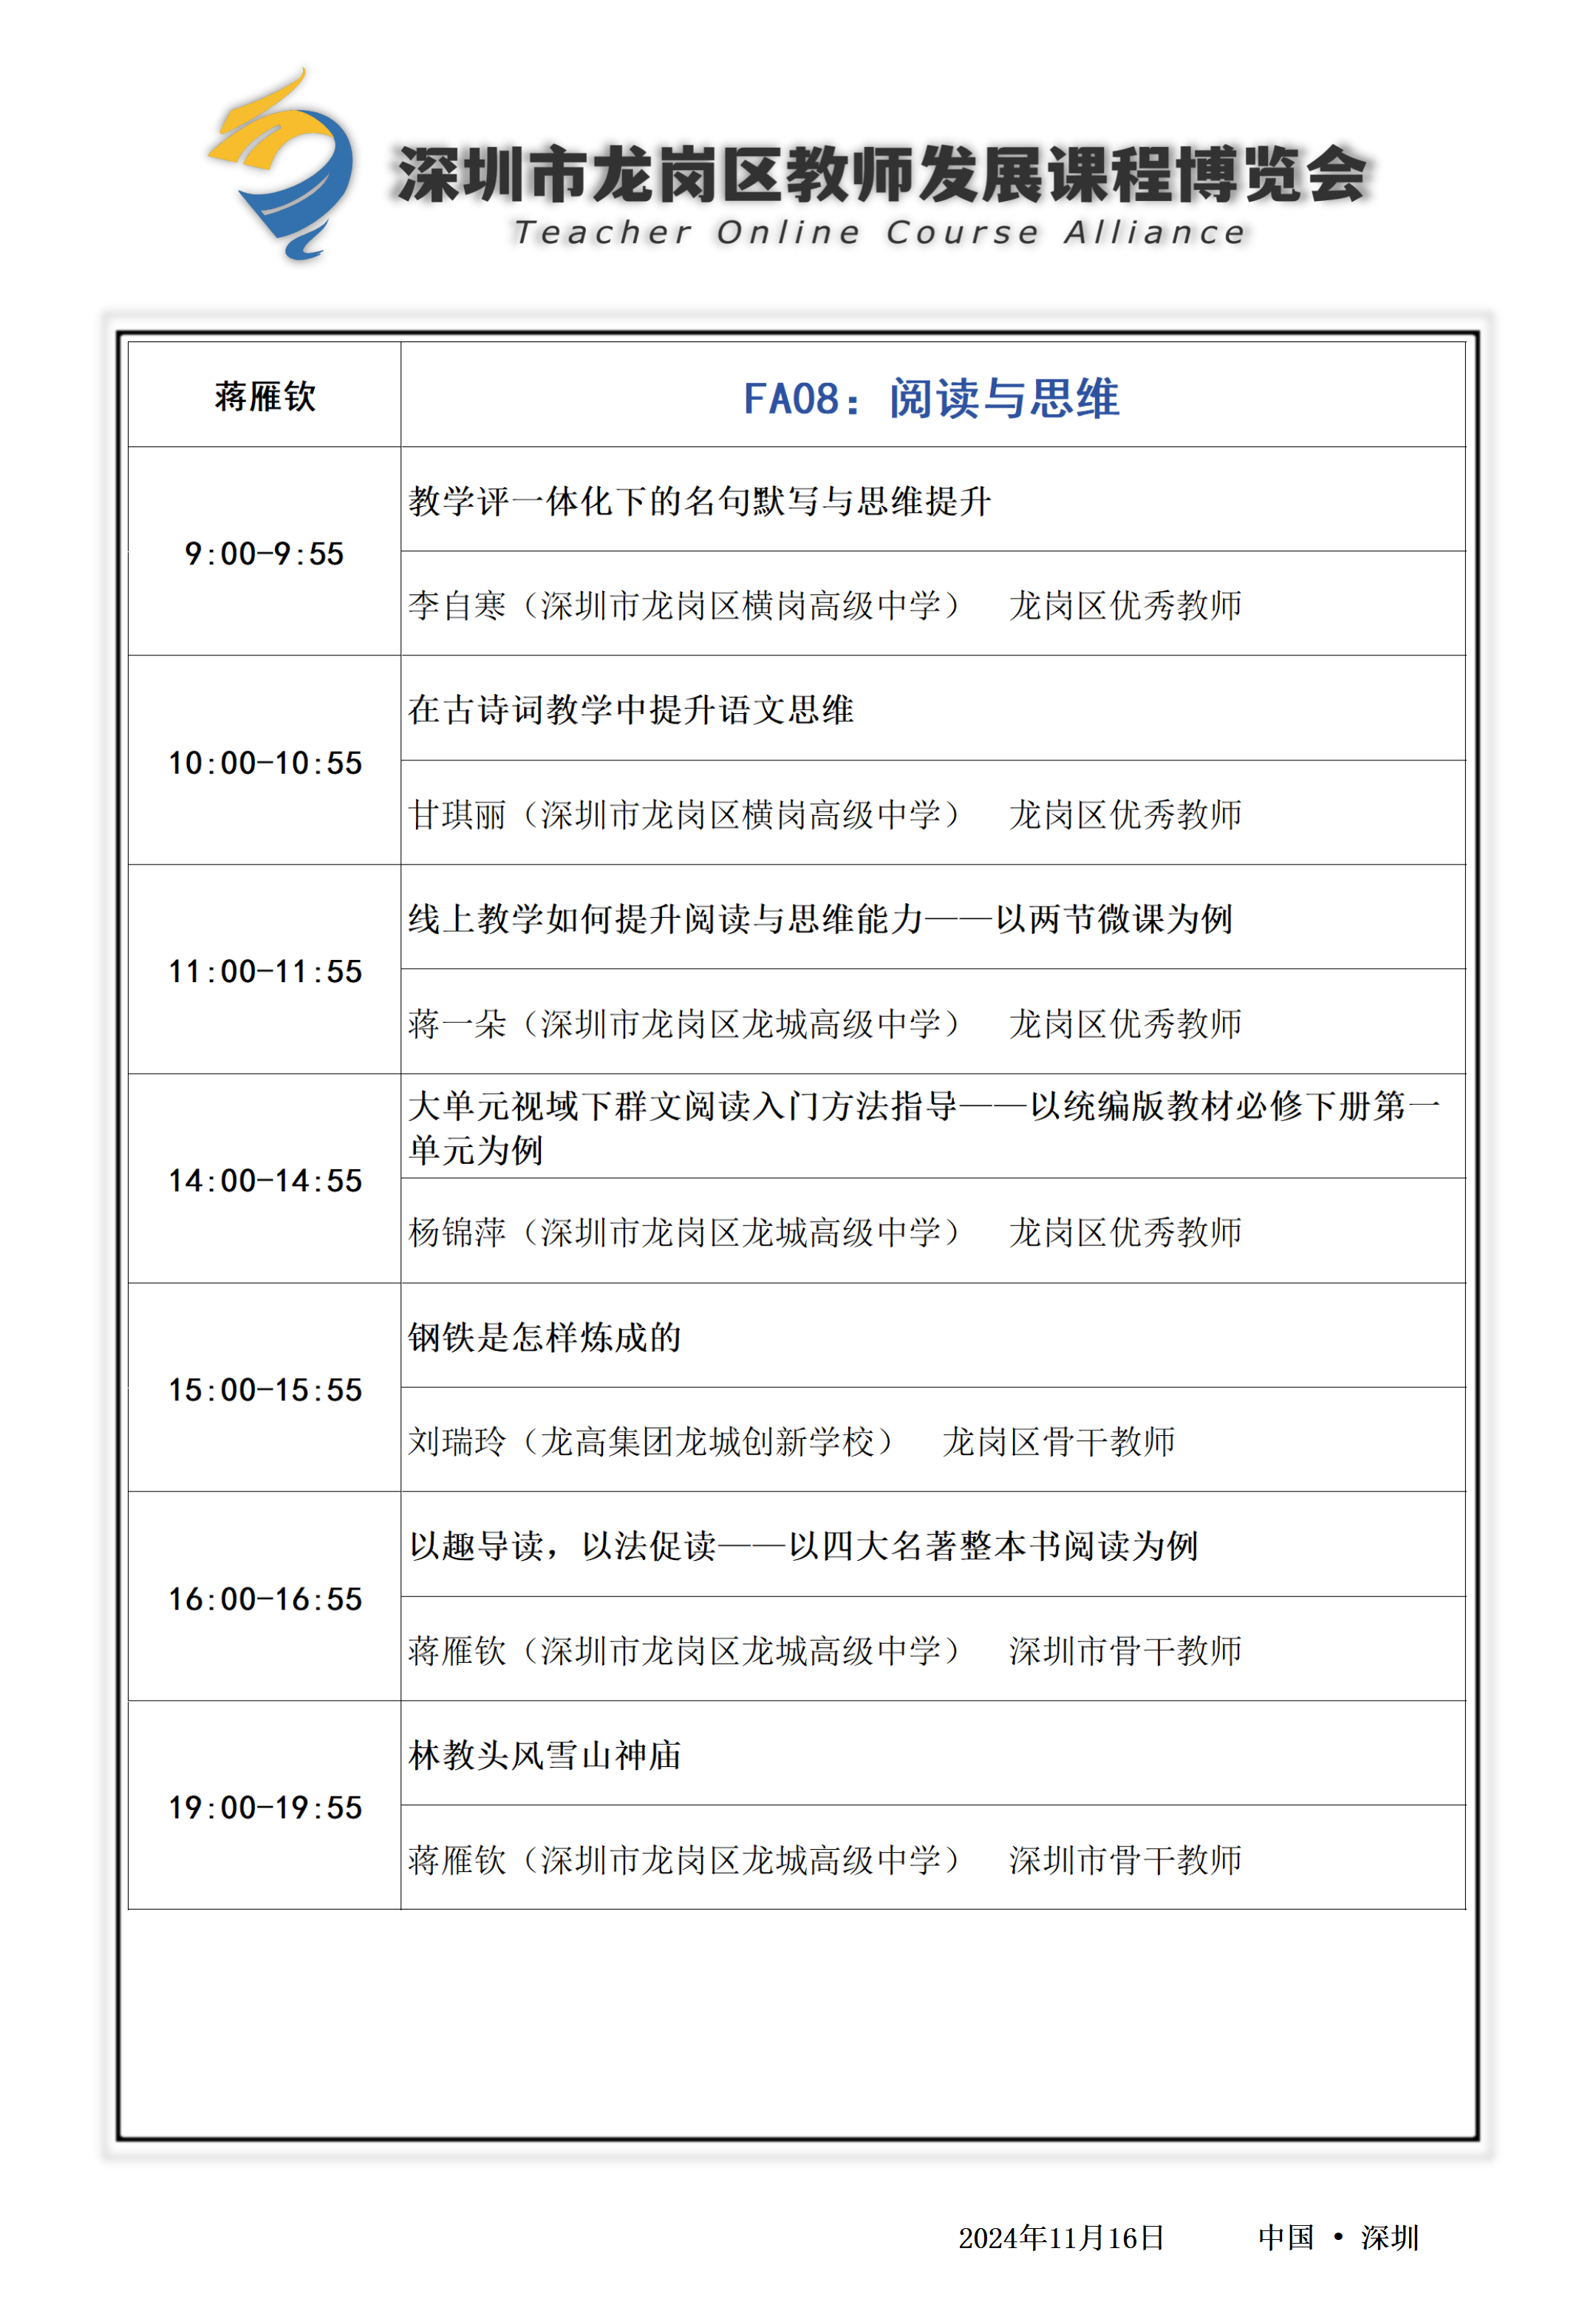 深圳市龙岗区教师发展课程博览会
Teacher Online Course Alliance
蒋雁钦
FA08：阅读与思维
9:00-9:55
教学评一体化下的名句默写与思维提升
李自寒（深圳市龙岗区横岗高级中学） 龙岗区优秀教师
10:00-10:55
在古诗词教学中提升语文思维
甘琪丽（深圳市龙岗区横岗高级中学） 龙岗区优秀教师
11:00-11:55
线上教学如何提升阅读与思维能力——以两节微课为例
蒋一朵（深圳市龙岗区龙城高级中学） 龙岗区优秀教师
14:00-14:55
大单元视域下群文阅读入门方法指导——以统编版教材必修下册第一
单元为例
杨锦萍（深圳市龙岗区龙城高级中学） 龙岗区优秀教师
15:00-15:55
钢铁是怎样炼成的
刘瑞玲（龙高集团龙城创新学校） 龙岗区骨干教师
16:00-16:55
以趣导读，以法促读——以四大名著整本书阅读为例
蒋雁钦（深圳市龙岗区龙城高级中学） 深圳市骨干教师
19:00-19:55
林教头风雪山神庙
蒋雁钦（深圳市龙岗区龙城高级中学） 深圳市骨干教师
2024年11月16日 中国 • 深圳